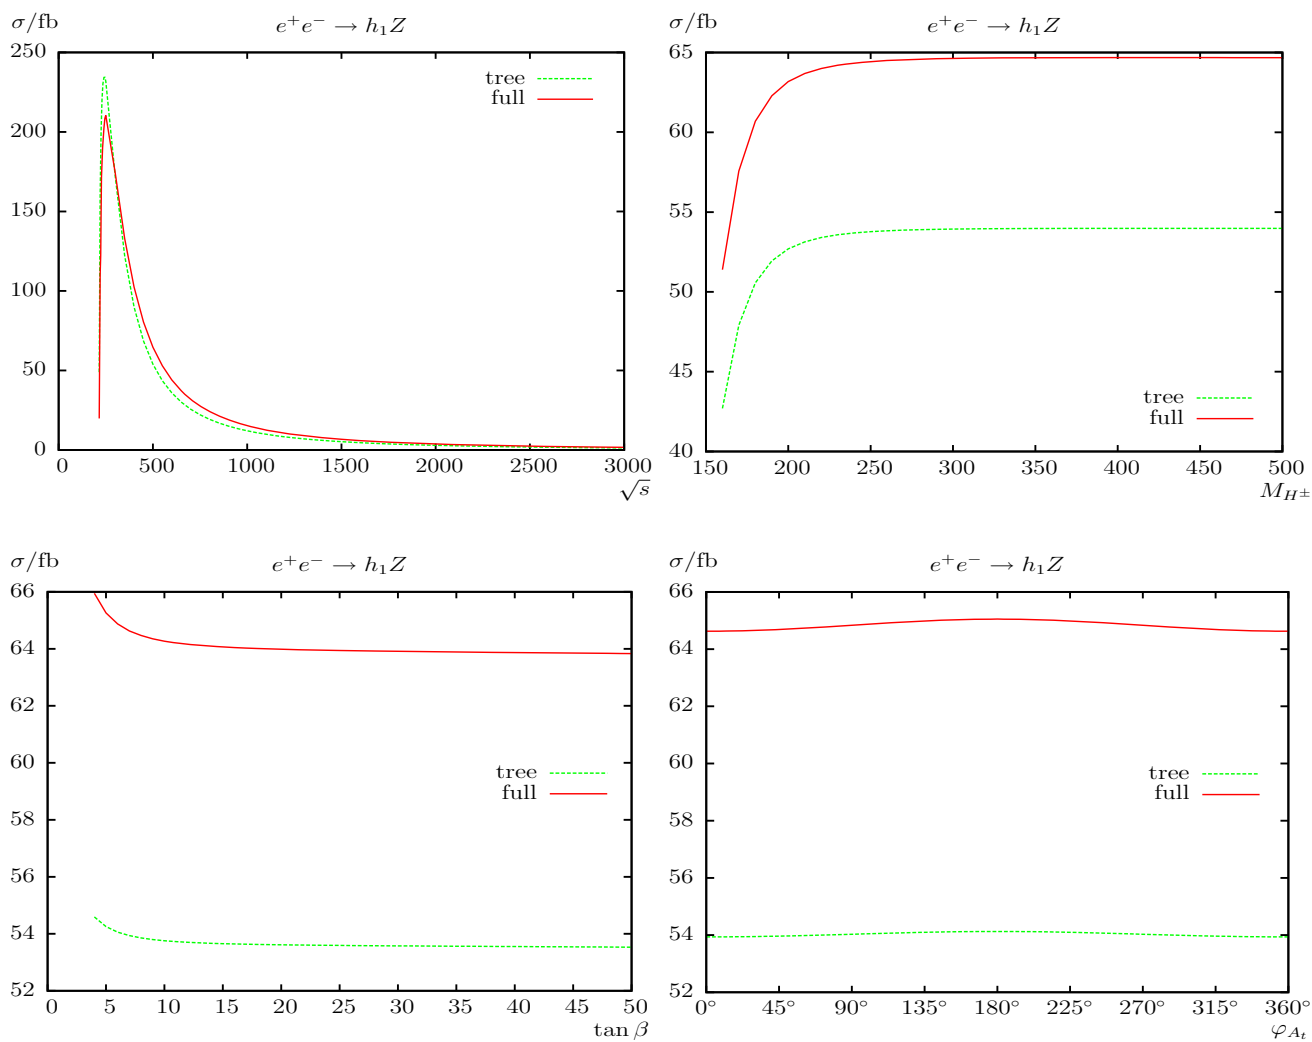 σ/fb e⁺e⁻ → h₁Z
250
200
150
100
50
0
tree
full
0 500 1000 1500 2000 2500 3000
√s
σ/fb e⁺e⁻ → h₁Z
65
60
55
50
45
40
tree
full
150 200 250 300 350 400 450 500
M_{H^±}
σ/fb e⁺e⁻ → h₁Z
66
64
62
60
58
56
54
52
tree
full
0 5 10 15 20 25 30 35 40 45 50
tan β
σ/fb e⁺e⁻ → h₁Z
66
64
62
60
58
56
54
52
tree
full
0° 45° 90° 135° 180° 225° 270° 315° 360°
φ_{A_t}